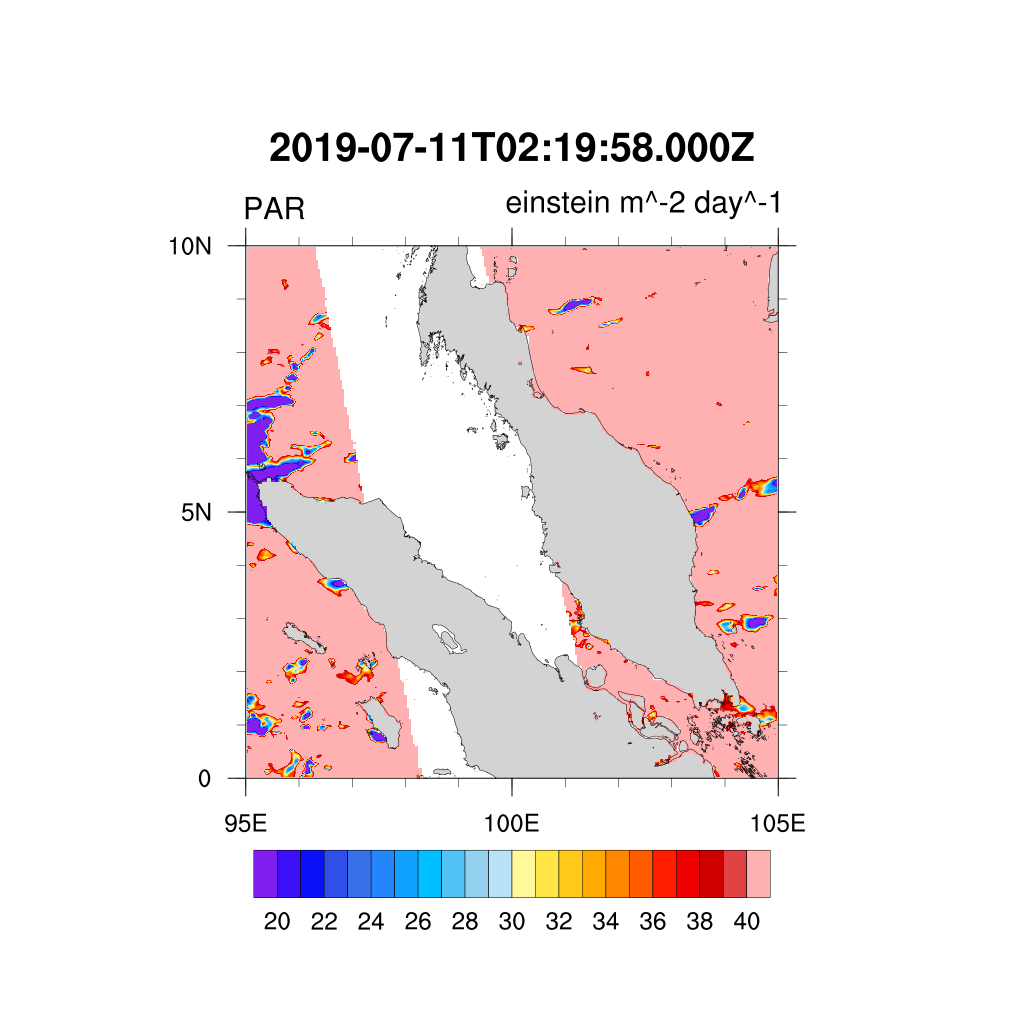 2019-07-11T02:19:58.000Z
PAR einstein m^-2 day^-1
10N
5N
0
95E 100E 105E
20 22 24 26 28 30 32 34 36 38 40